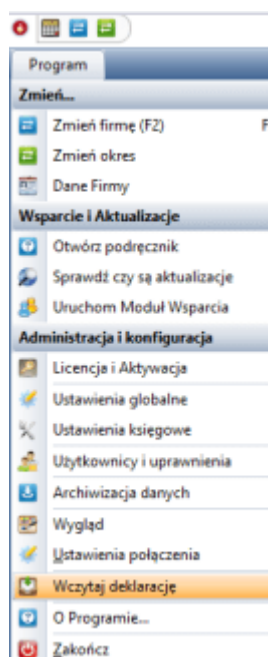 Program
Zmień...
Zmień firmę (F2) F
Zmień okres
Dane Firmy
Wsparcie i Aktualizacje
Otwórz podręcznik
Sprawdź czy są aktualizacje
Uruchom Moduł Wsparcia
Administracja i konfiguracja
Licencja i Aktywacja
Ustawienia globalne
Ustawienia księgowe
Użytkownicy i uprawnienia
Archiwizacja danych
Wygląd
Ustawienia połączenia
Wczytaj deklarację
O Programie...
Zakończ